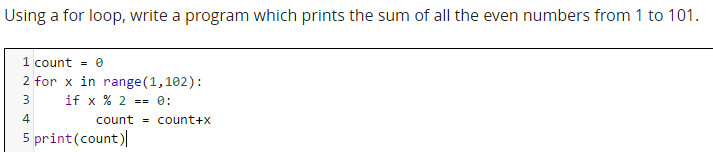 Using a for loop, write a program which prints the sum of all the even numbers from 1 to 101.
1 count = 0
2 for x in range(1,102):
3     if x % 2 == 0:
4         count = count+x
5 print(count)